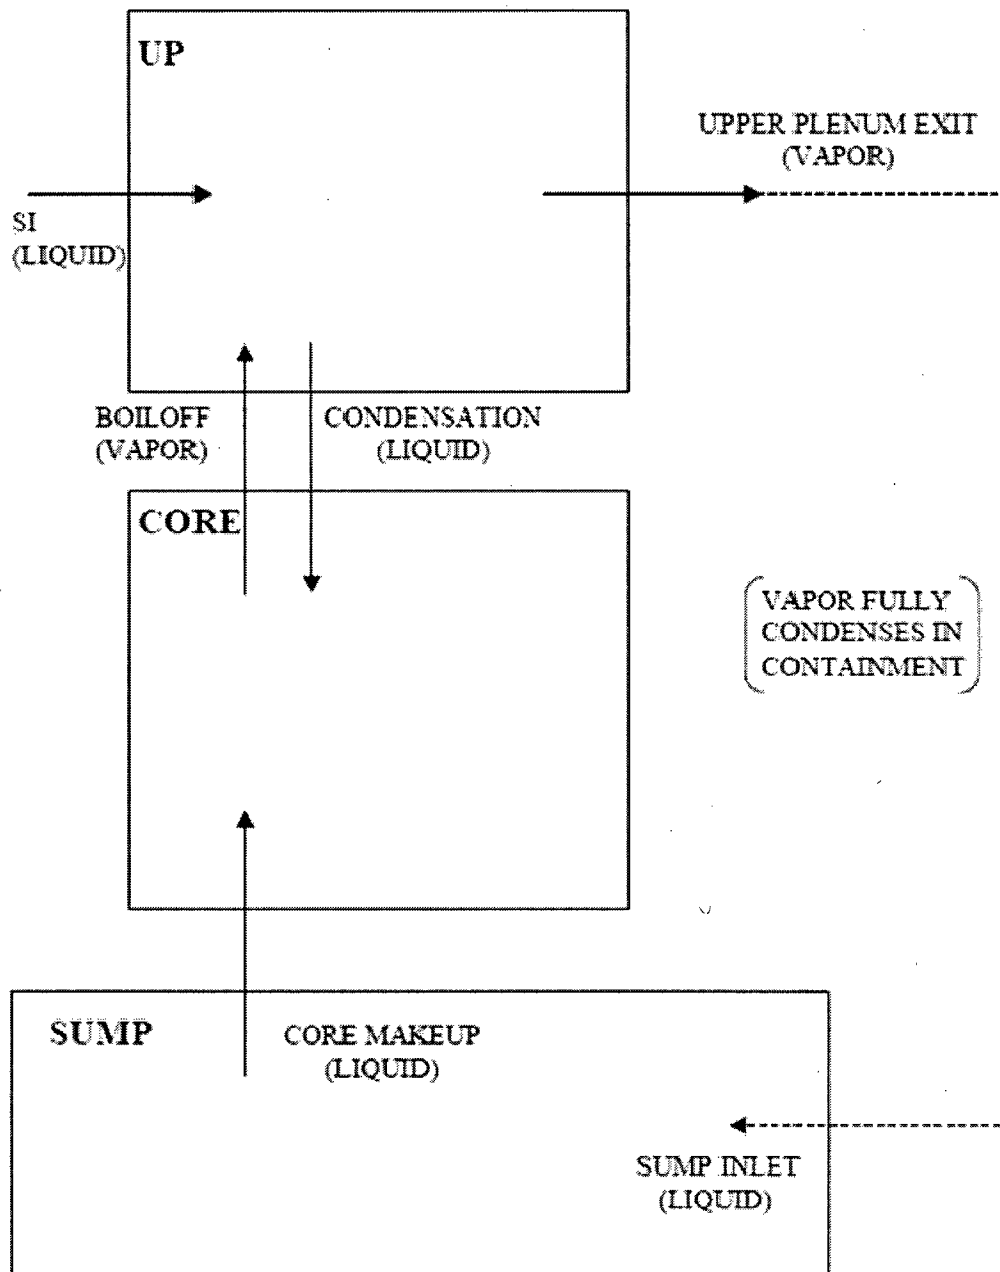 UP
UPPER PLENUM EXIT
(VAPOR)
SI
(LIQUID)
BOILOFF
(VAPOR)
CONDENSATION
(LIQUID)
CORE
VAPOR FULLY
CONDENSES IN
CONTAINMENT
SUMP
CORE MAKEUP
(LIQUID)
SUMP INLET
(LIQUID)